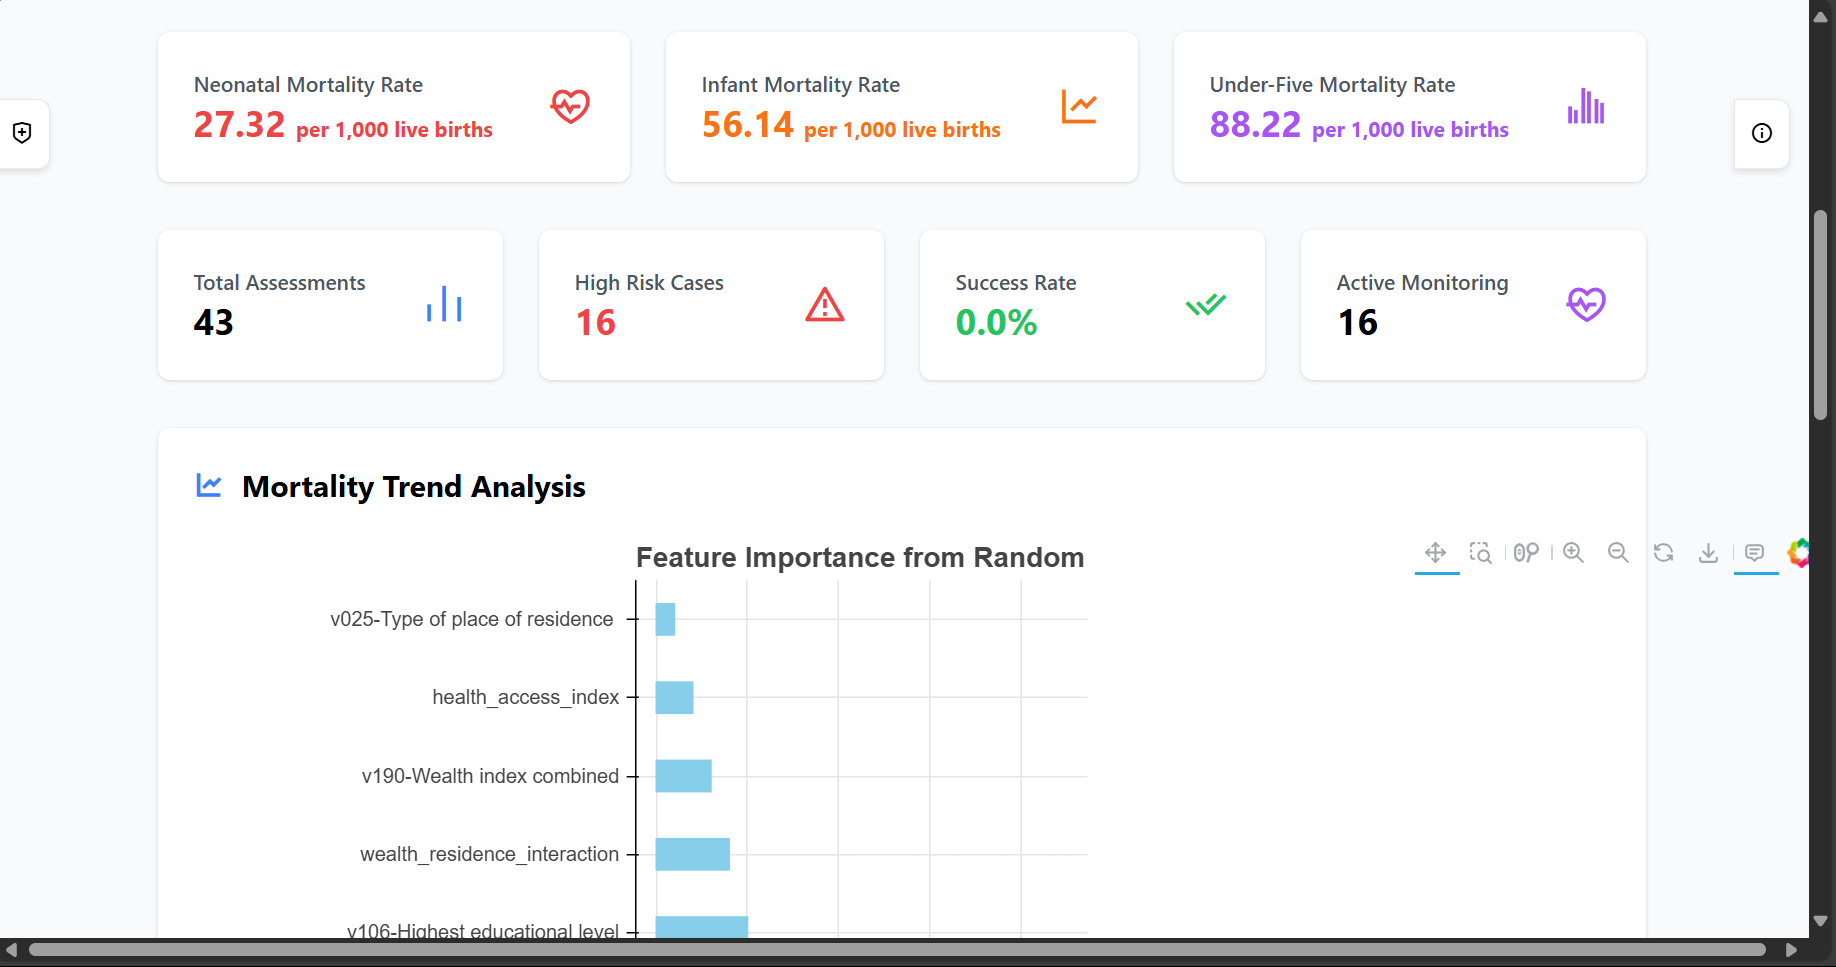 Neonatal Mortality Rate
27.32 per 1,000 live births
Infant Mortality Rate
56.14 per 1,000 live births
Under-Five Mortality Rate
88.22 per 1,000 live births
Total Assessments
43
High Risk Cases
16
Success Rate
0.0%
Active Monitoring
16
Mortality Trend Analysis
Feature Importance from Random
v025-Type of place of residence
health_access_index
v190-Wealth index combined
wealth_residence_interaction
v106-Highest educational level